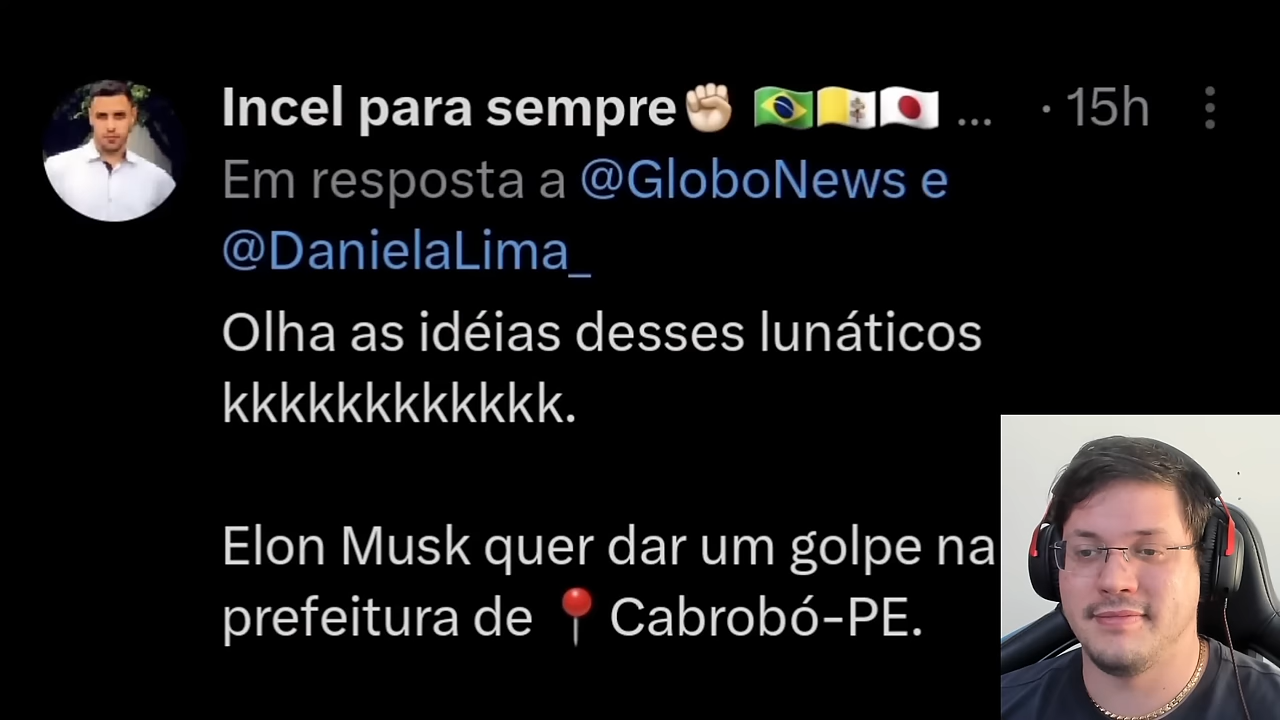 Incel para sempre✊🏻 🇧🇷🇻🇦🇯🇵 ... · 15h
Em resposta a @GloboNews e
@DanielaLima_
Olha as idéias desses lunáticos
kkkkkkkkkkkk.
Elon Musk quer dar um golpe na
prefeitura de 📍Cabrobó-PE.